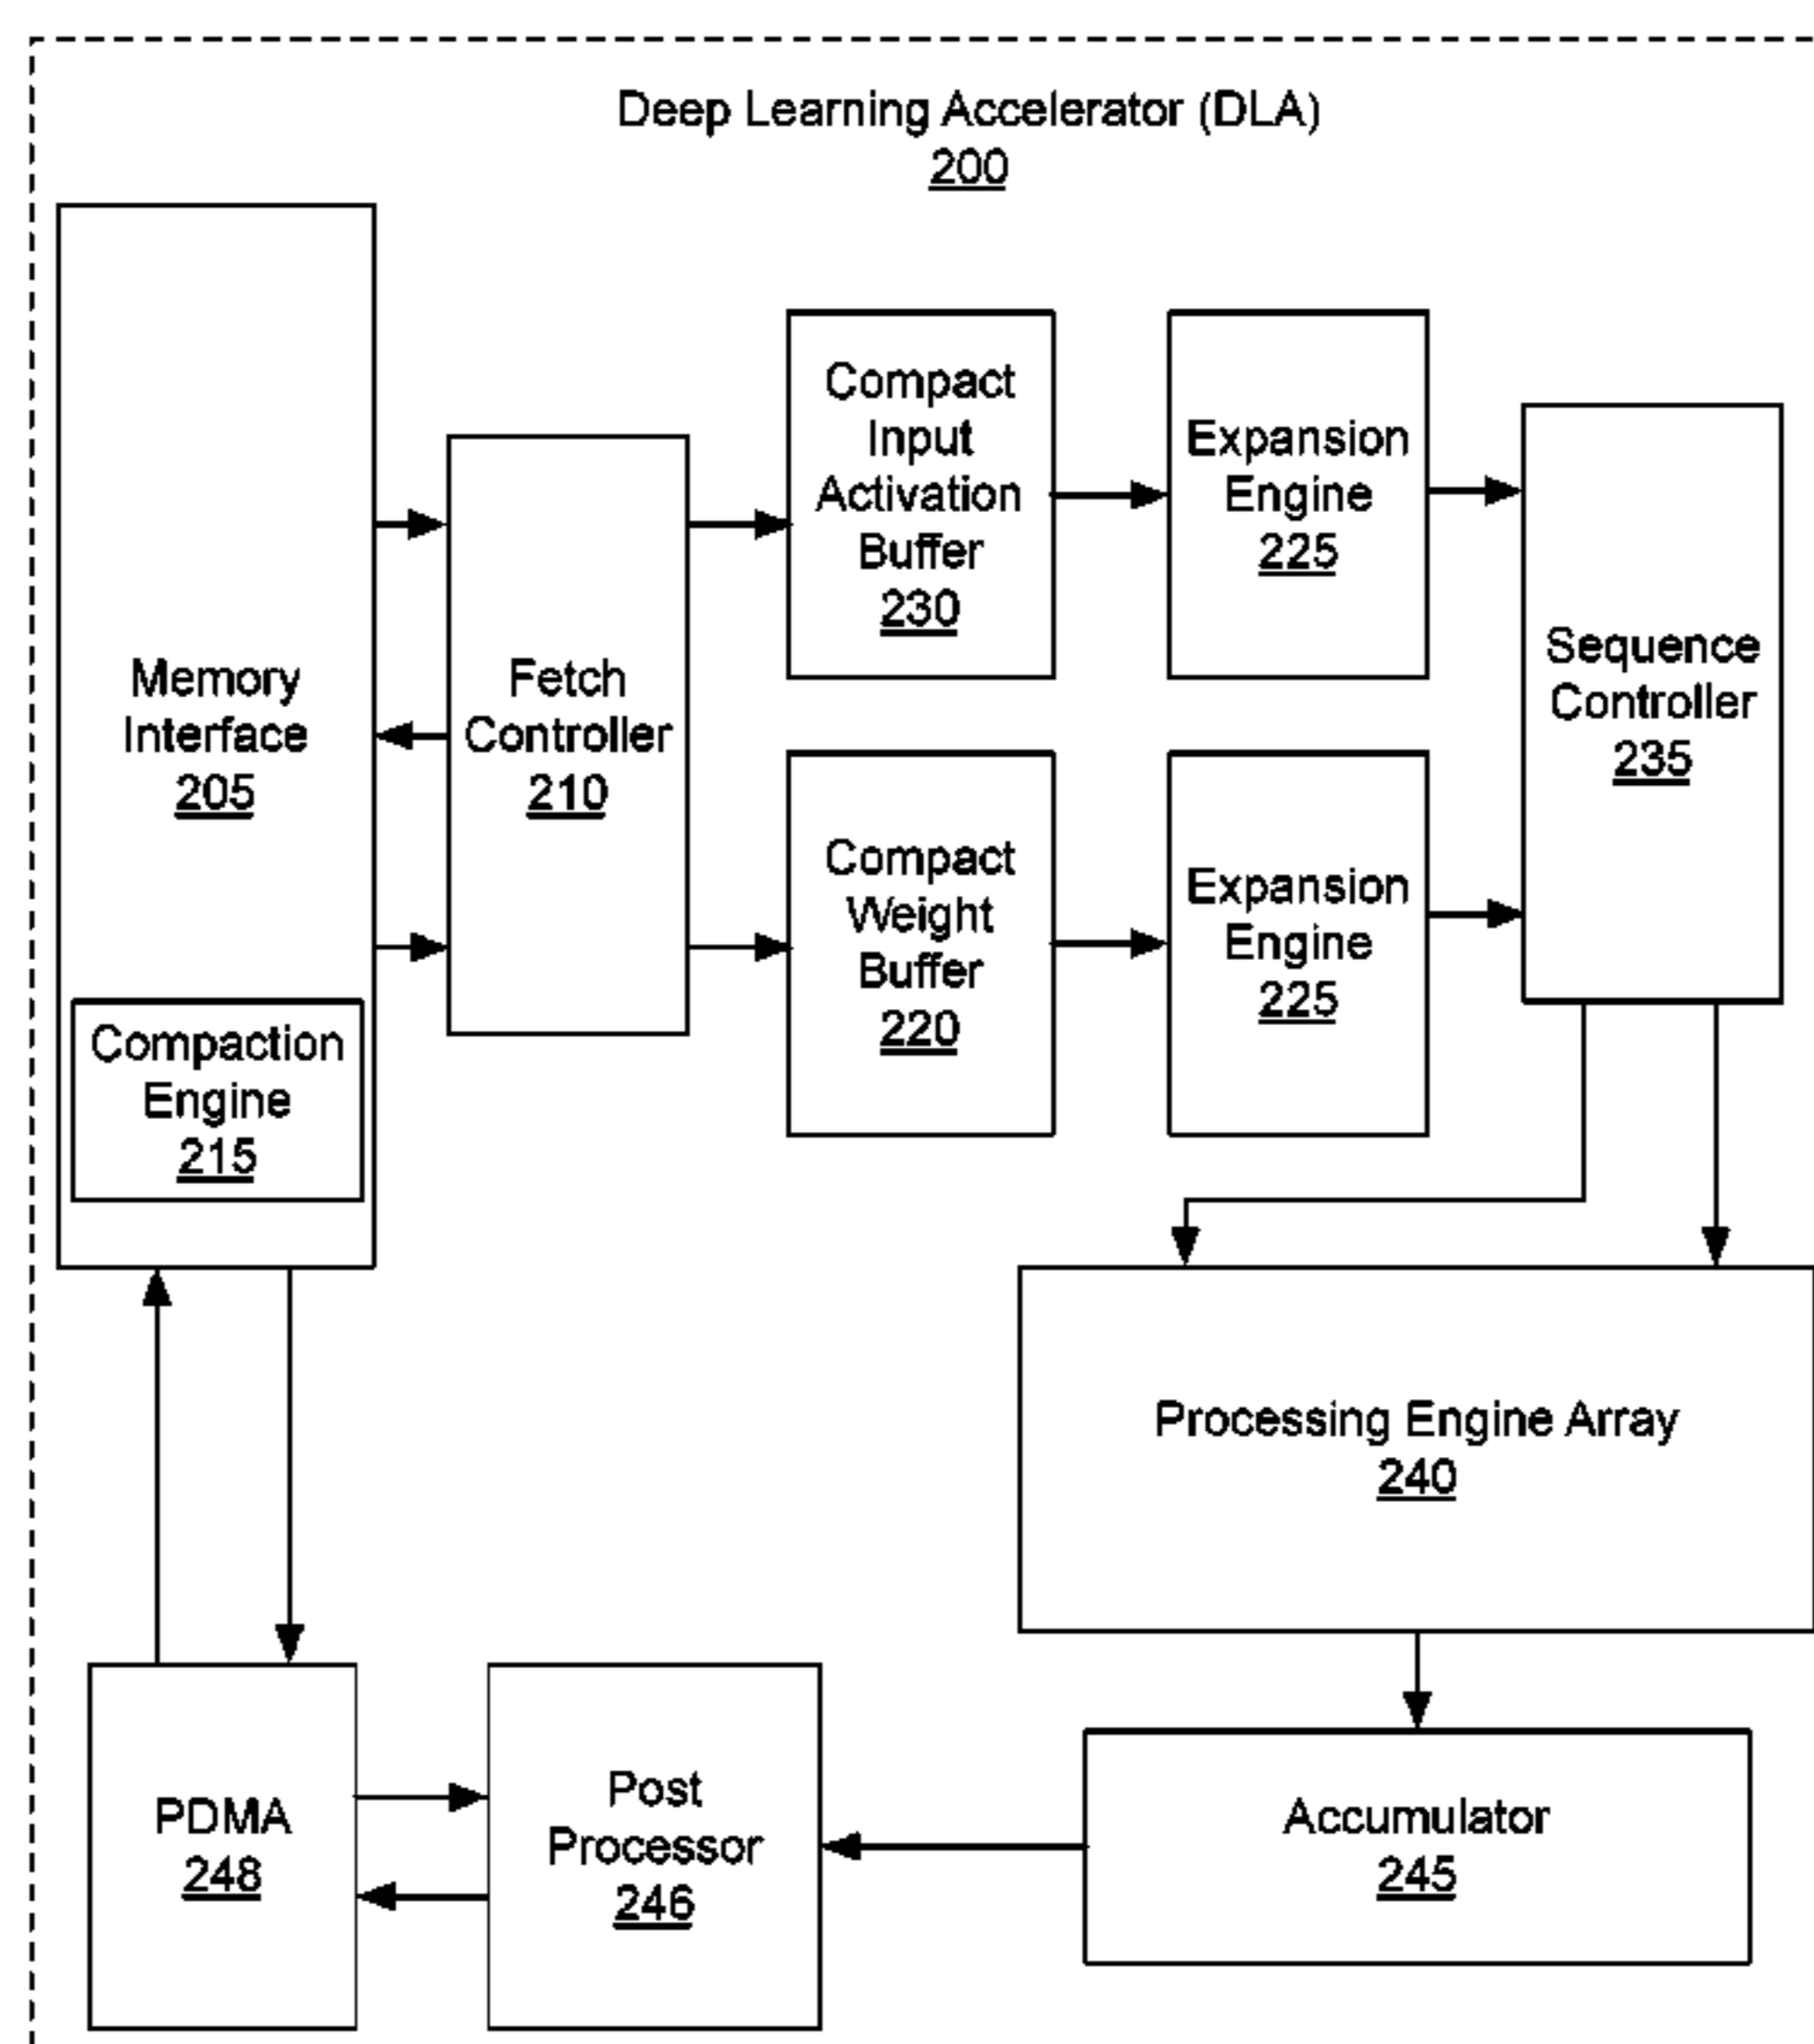 Deep Learning Accelerator (DLA)
200
Memory
Interface
205
Compaction
Engine
215
Fetch
Controller
210
Compact
Input
Activation
Buffer
230
Expansion
Engine
225
Compact
Weight
Buffer
220
Expansion
Engine
225
Sequence
Controller
235
Processing Engine Array
240
PDMA
248
Post
Processor
246
Accumulator
245